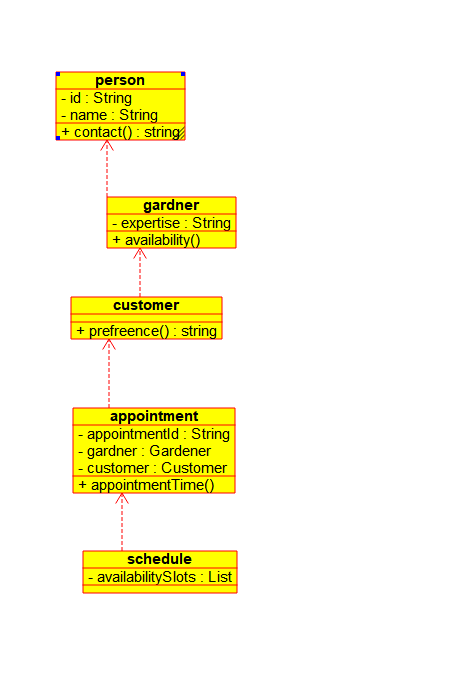 person
- id : String
- name : String
+ contact() : string
gardner
- expertise : String
+ availability()
customer
+ prefreence() : string
appointment
- appointmentId : String
- gardner : Gardener
- customer : Customer
+ appointmentTime()
schedule
- availabilitySlots : List